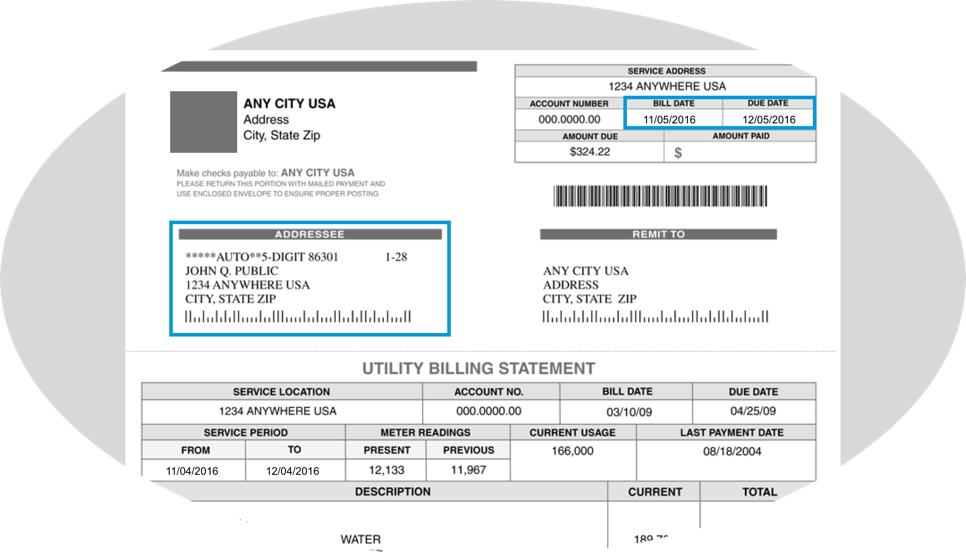 SERVICE ADDRESS
1234 ANYWHERE USA
ANY CITY USA
Address
City, State Zip
ACCOUNT NUMBER BILL DATE DUE DATE
000.0000.00 11/05/2016 12/05/2016
AMOUNT DUE AMOUNT PAID
$324.22 $
Make checks payable to: ANY CITY USA
PLEASE RETURN THIS PORTION WITH MAILED PAYMENT AND
USE ENCLOSED ENVELOPE TO ENSURE PROPER POSTING
ADDRESSEE
*****AUTO**5-DIGIT 86301 1-28
JOHN Q. PUBLIC
1234 ANYWHERE USA
CITY, STATE ZIP
REMIT TO
ANY CITY USA
ADDRESS
CITY, STATE ZIP
UTILITY BILLING STATEMENT
SERVICE LOCATION ACCOUNT NO. BILL DATE DUE DATE
1234 ANYWHERE USA 000.0000.00 03/10/09 04/25/09
SERVICE PERIOD METER READINGS CURRENT USAGE LAST PAYMENT DATE
FROM TO PRESENT PREVIOUS 166,000 08/18/2004
11/04/2016 12/04/2016 12,133 11,967
DESCRIPTION CURRENT TOTAL
WATER